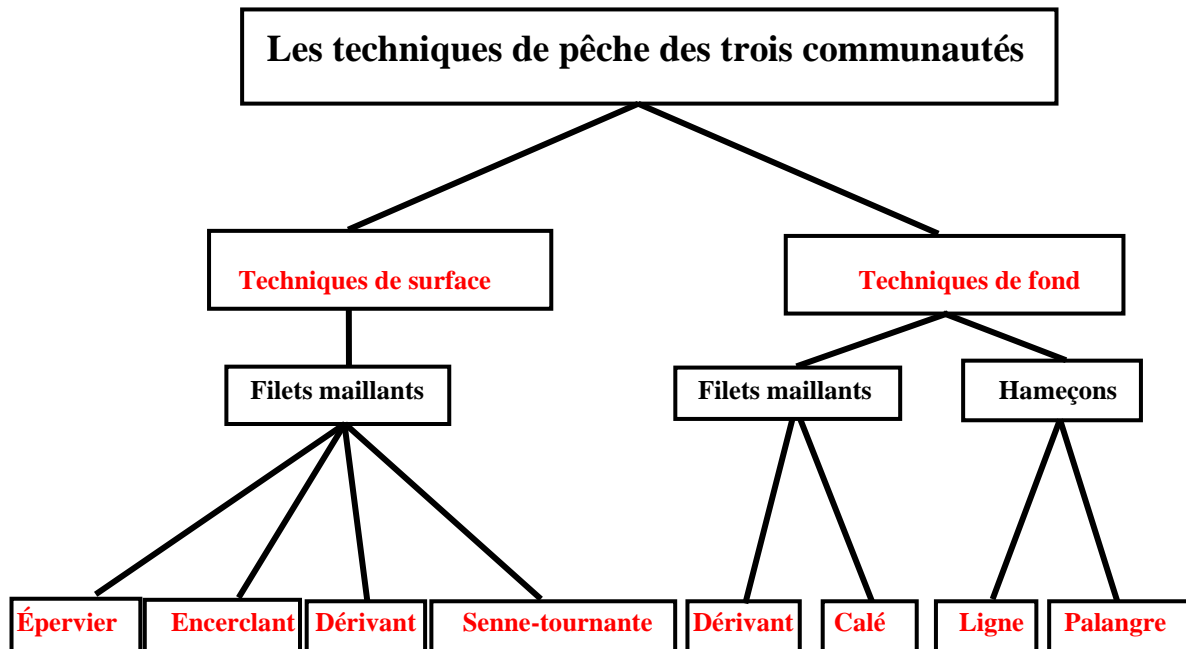 Les techniques de pêche des trois communautés
Techniques de surface
Techniques de fond
Filets maillants
Filets maillants
Hameçons
Épervier
Encerclant
Dérivant
Senne-tournante
Dérivant
Calé
Ligne
Palangre